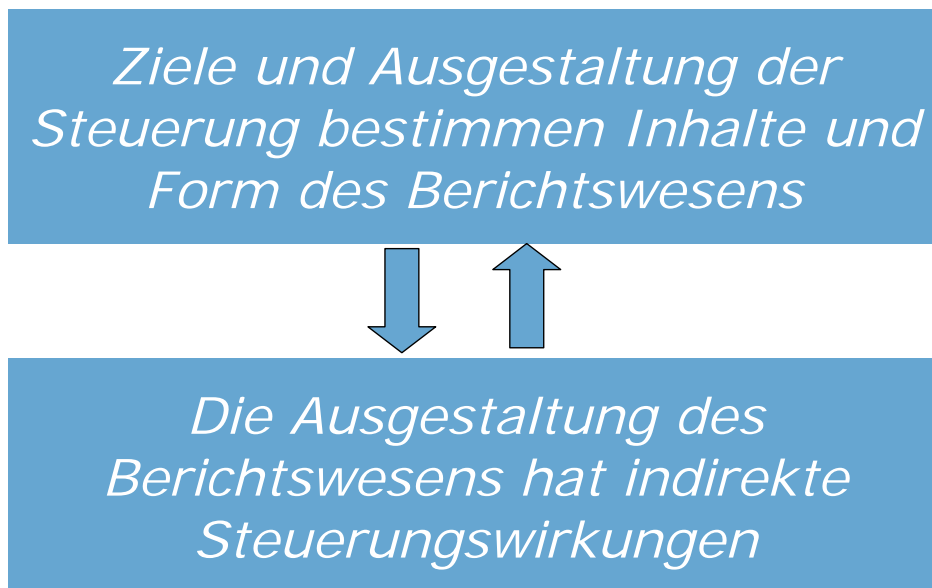 Ziele und Ausgestaltung der
Steuerung bestimmen Inhalte und
Form des Berichtswesens
Die Ausgestaltung des
Berichtswesens hat indirekte
Steuerungswirkungen